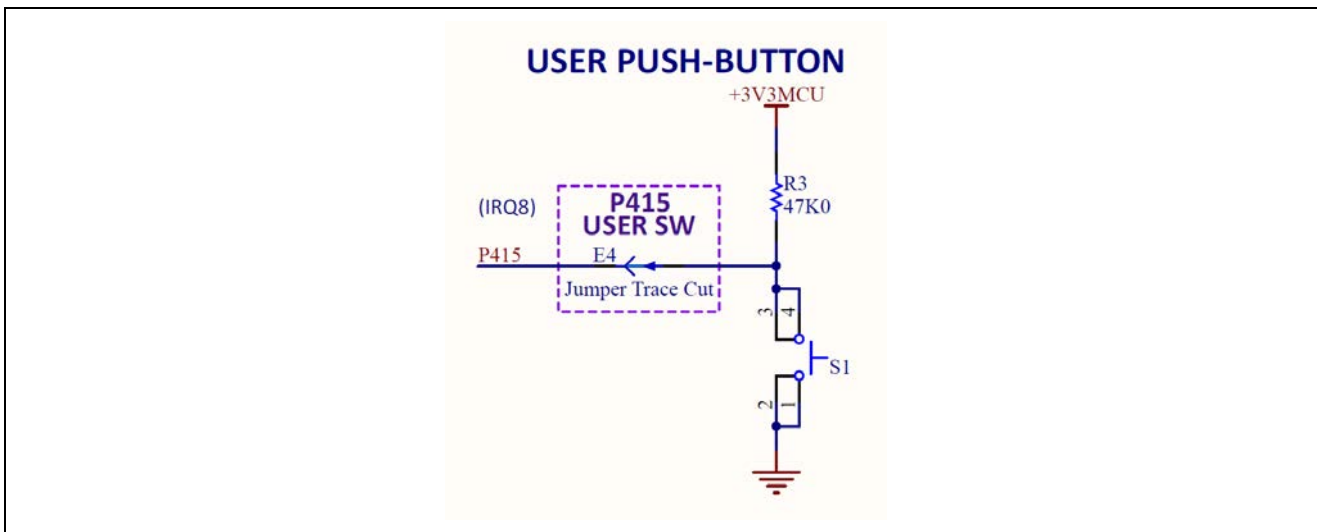 USER PUSH-BUTTON
+3V3MCU
R3
47K0
(IRQ8)
P415
USER SW
P415
E4
Jumper Trace Cut
3
4
S1
2
1